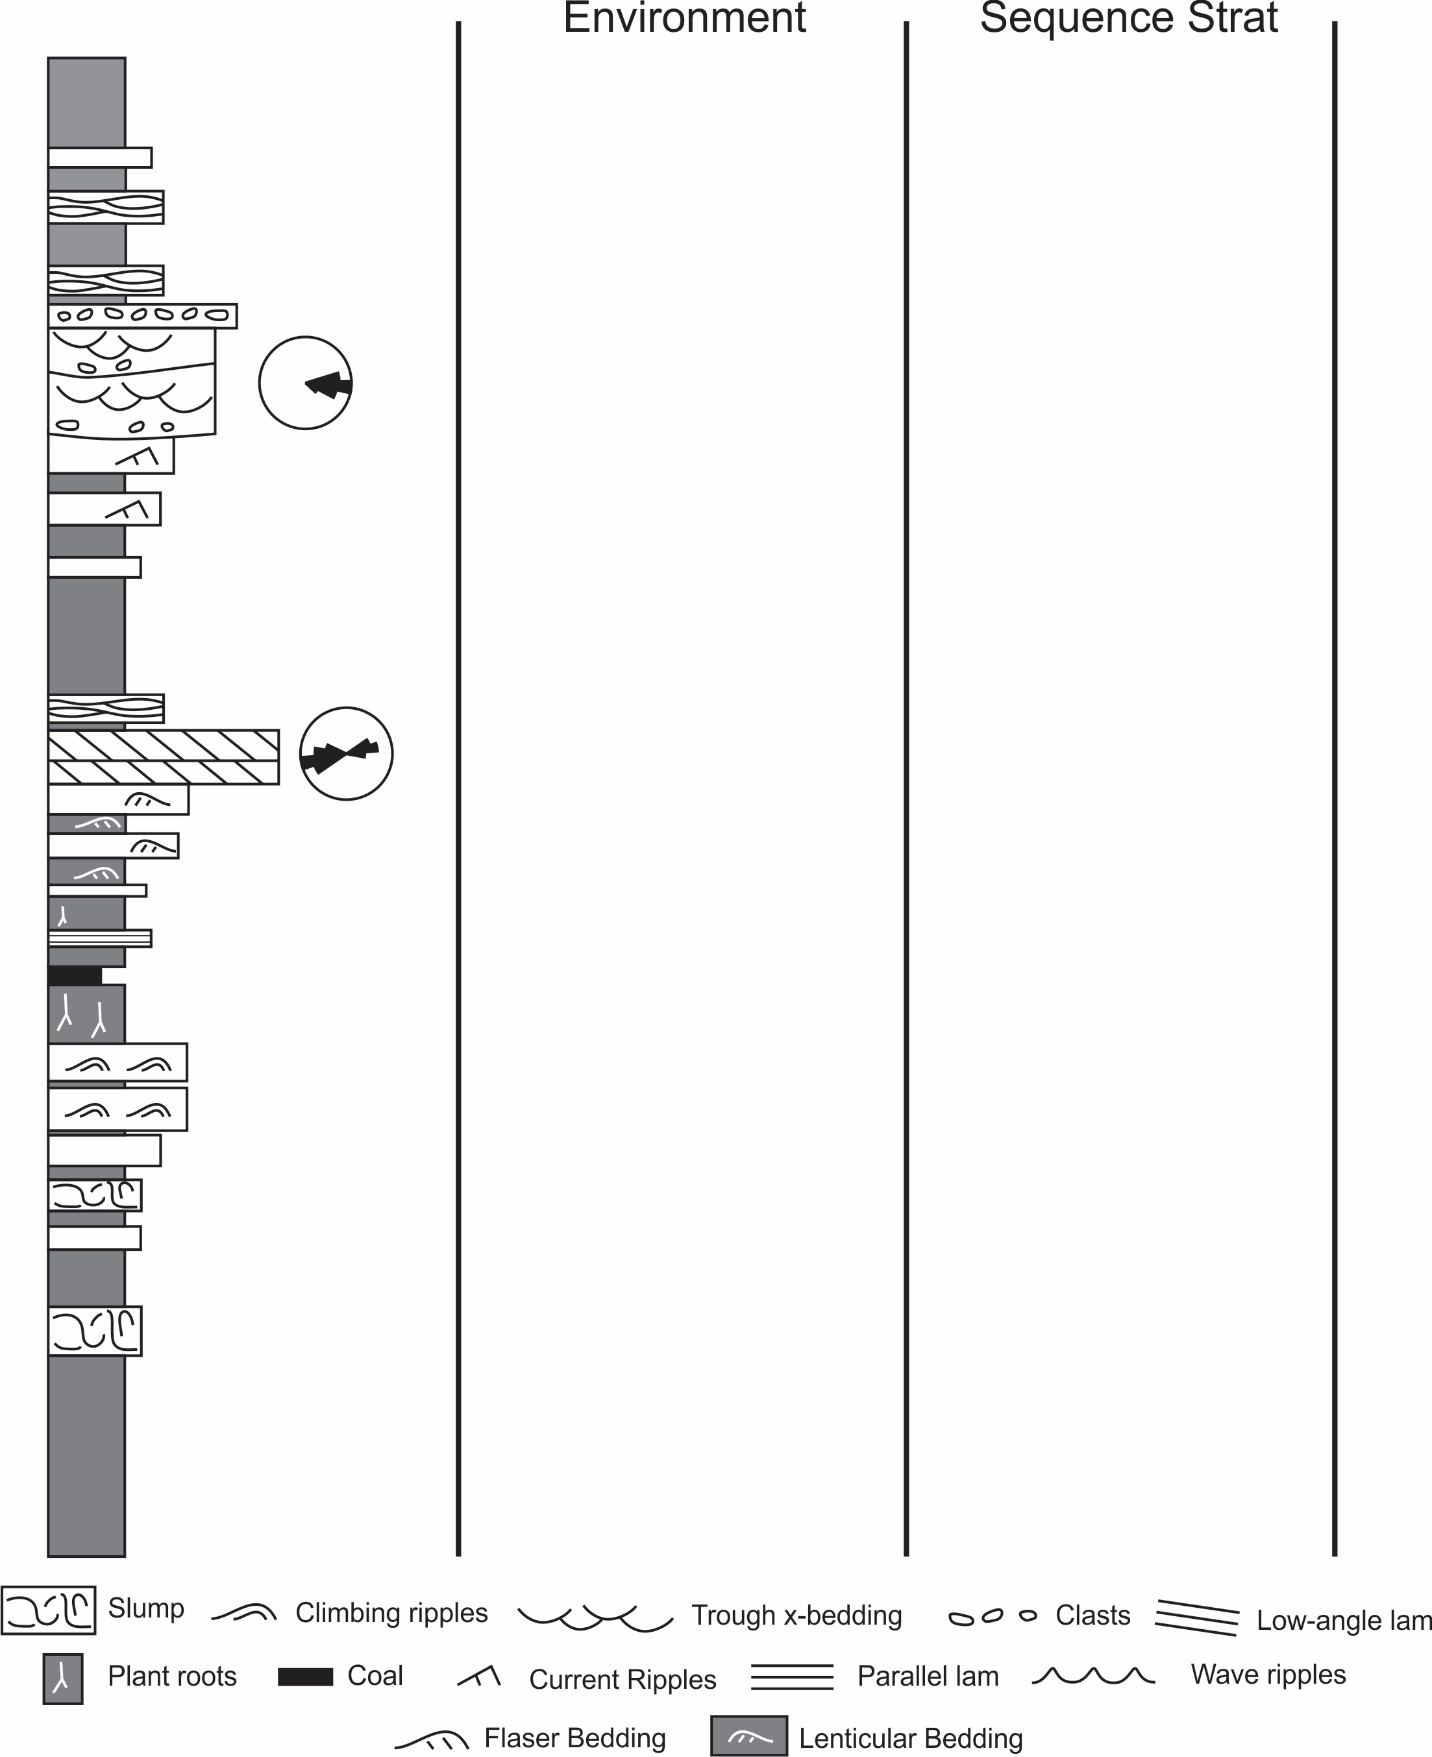 Environment Sequence Strat
Slump Climbing ripples Trough x-bedding Clasts Low-angle lam
Plant roots Coal Current Ripples Parallel lam Wave ripples
Flaser Bedding Lenticular Bedding